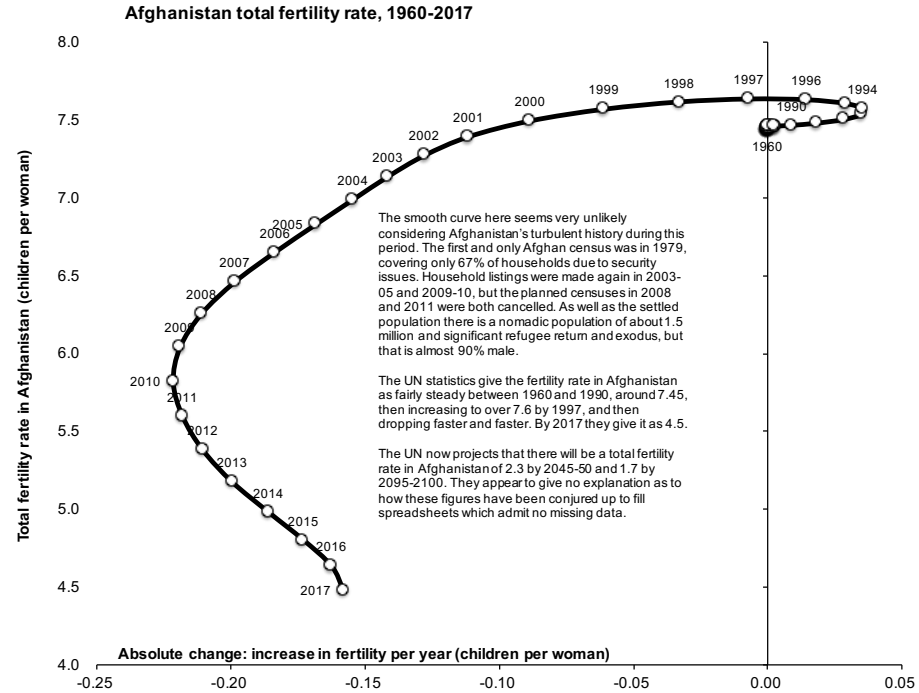 Afghanistan total fertility rate, 1960-2017
Total fertility rate in Afghanistan (children per woman)
8.0
7.5
7.0
6.5
6.0
5.5
5.0
4.5
4.0
1994
1996
1997
1998
1999
2000
1990
1960
2001
2002
2003
2004
2005
2006
2007
2008
2009
2010
2011
2012
2013
2014
2015
2016
2017
The smooth curve here seems very unlikely
considering Afghanistan's turbulent history during this
period. The first and only Afghan census was in 1979,
covering only 67% of households due to security
issues. Household listings were made again in 2003-
05 and 2009-10, but the planned censuses in 2008
and 2011 were both cancelled. As well as the settled
population there is a nomadic population of about 1.5
million and significant refugee return and exodus, but
that is almost 90% male.
The UN statistics give the fertility rate in Afghanistan
as fairly steady between 1960 and 1990, around 7.45,
then increasing to over 7.6 by 1997, and then
dropping faster and faster. By 2017 they give it as 4.5.
The UN now projects that there will be a total fertility
rate in Afghanistan of 2.3 by 2045-50 and 1.7 by
2095-2100. They appear to give no explanation as to
how these figures have been conjured up to fill
spreadsheets which admit no missing data.
Absolute change: increase in fertility per year (children per woman)
-0.25
-0.20
-0.15
-0.10
-0.05
0.00
0.05